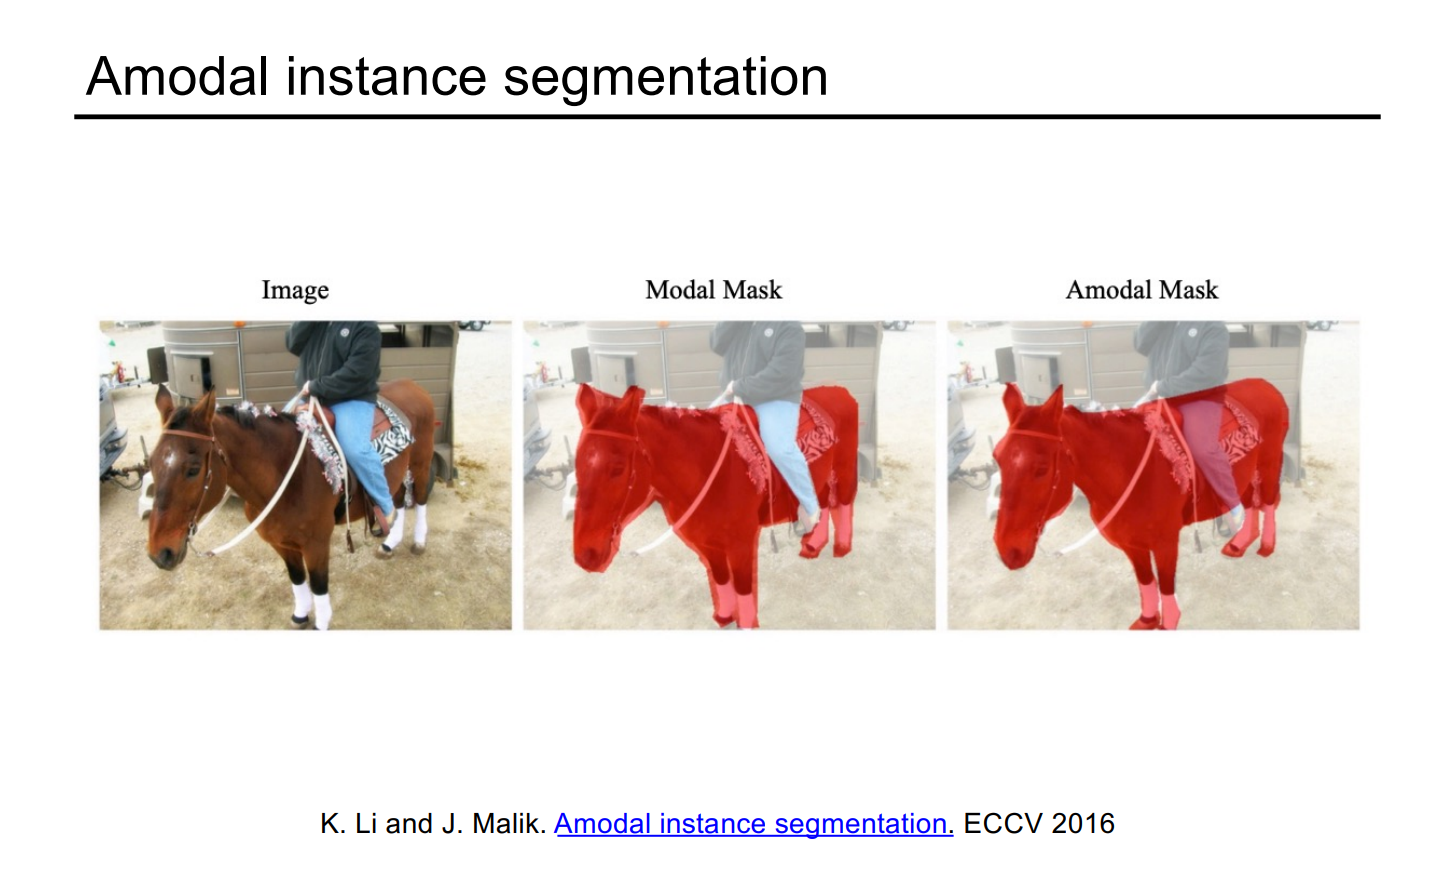 Amodal instance segmentation
Image
Modal Mask
Amodal Mask
K. Li and J. Malik. Amodal instance segmentation. ECCV 2016